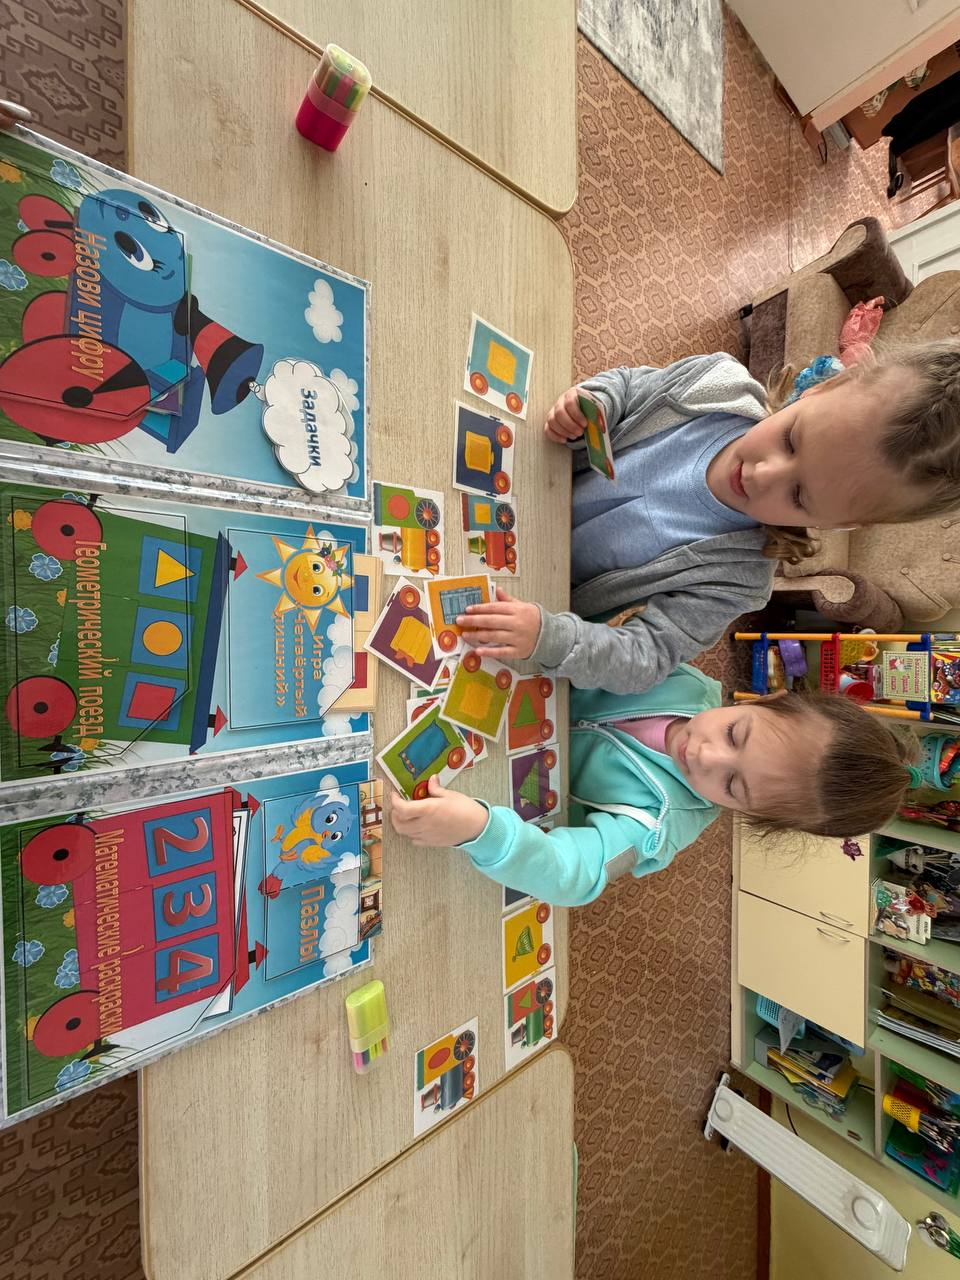 Задачки
Назови цифру
Игра
«Четвёртый
лишний»
Геометрический поезд
Пазлы
2 3 4
Математические раскраски